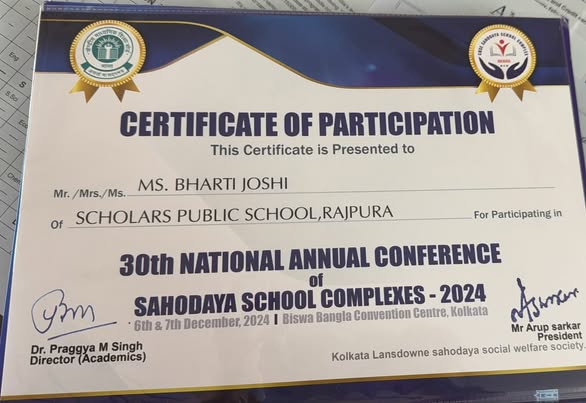 CERTIFICATE OF PARTICIPATION
This Certificate is Presented to
Mr. /Mrs./Ms. MS. BHARTI JOSHI
Of SCHOLARS PUBLIC SCHOOL,RAJPURA For Participating in
30th NATIONAL ANNUAL CONFERENCE
of
SAHODAYA SCHOOL COMPLEXES - 2024
6th & 7th December, 2024 | Biswa Bangla Convention Centre, Kolkata
Dr. Praggya M Singh
Director (Academics)
Mr Arup sarkar
President
Kolkata Lansdowne sahodaya social welfare society.